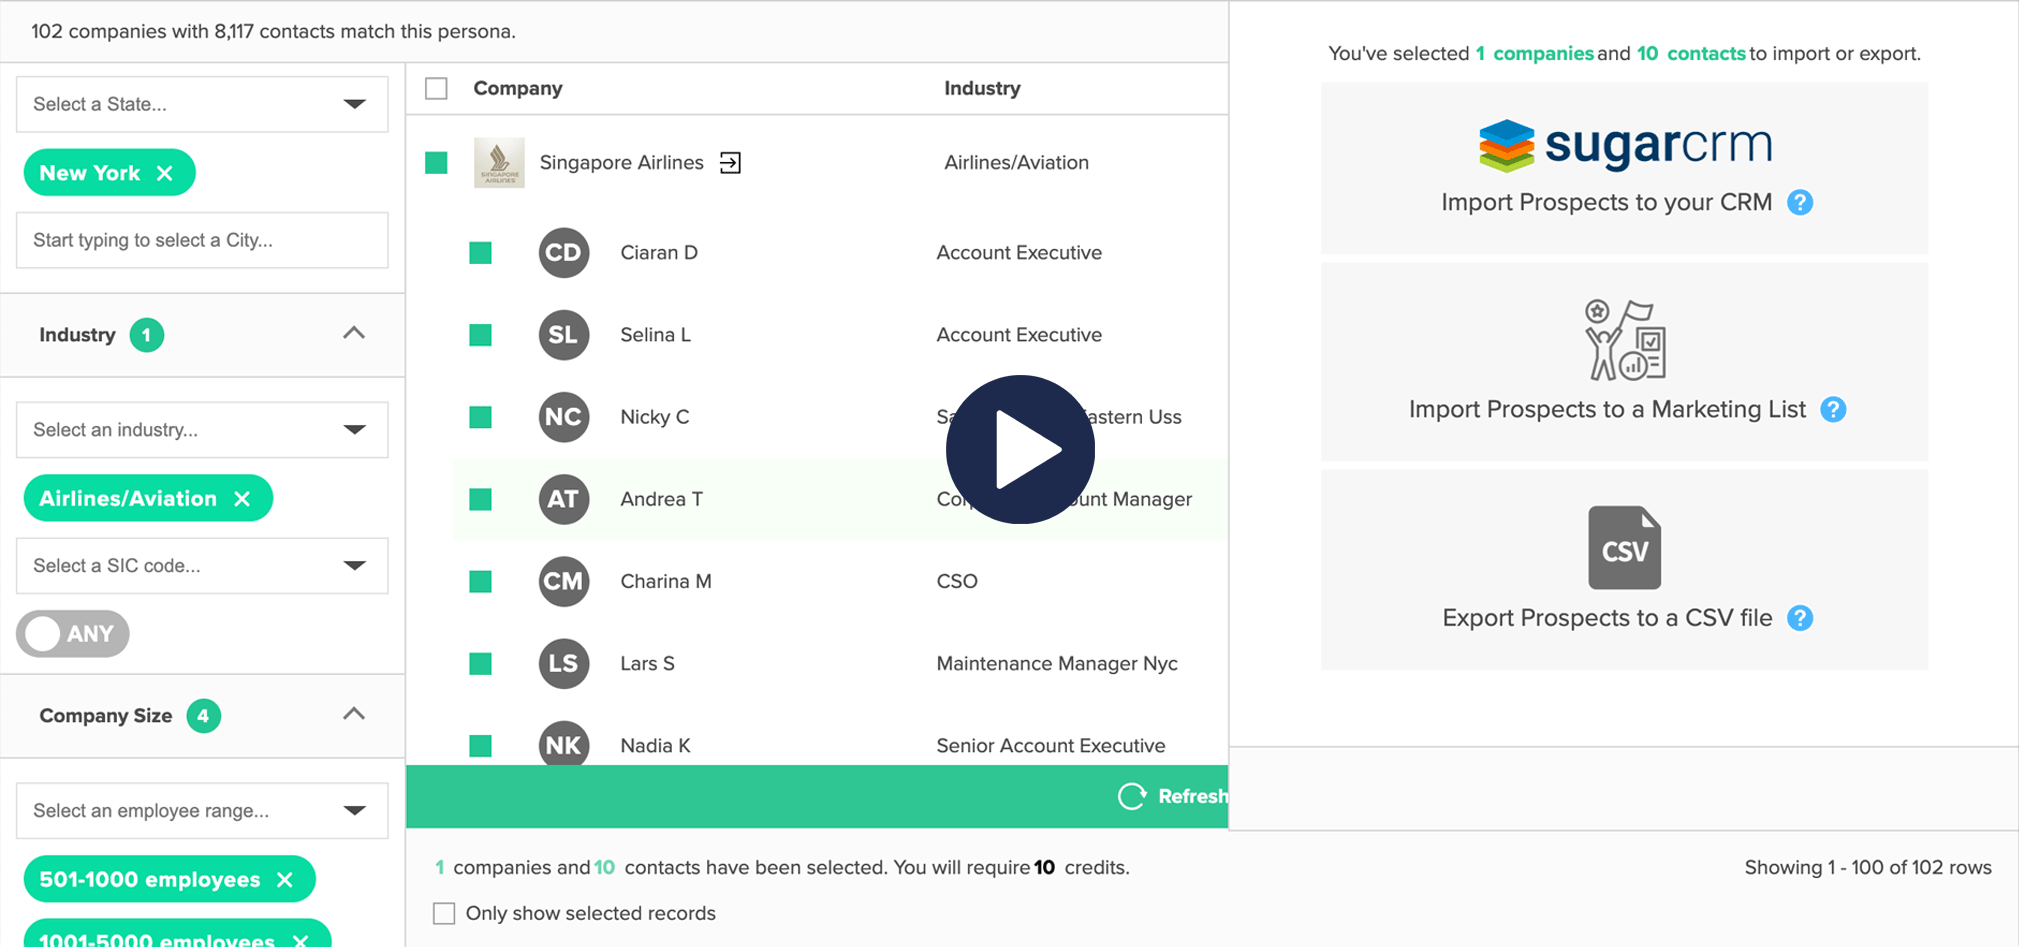 102 companies with 8,117 contacts match this persona.
Select a State...
New York
Start typing to select a City...
Industry 1
Select an industry...
Airlines/Aviation
Select a SIC code...
ANY
Company Size 4
Select an employee range...
501-1000 employees
1001-5000 employees
Company Industry
SINGAPORE
AIRLINES
Singapore Airlines Airlines/Aviation
CD Ciaran D Account Executive
SL Selina L Account Executive
NC Nicky C Uss
AT Andrea T Manager
CM Charina M CSO
LS Lars S Maintenance Manager Nyc
NK Nadia K Senior Account Executive
Refresh
1 companies and 10 contacts have been selected. You will require 10 credits.
Only show selected records
You've selected 1 companies and 10 contacts to import or export.
sugarcrm
Import Prospects to your CRM ?
Import Prospects to a Marketing List ?
CSV
Export Prospects to a CSV file ?
Showing 1 - 100 of 102 rows